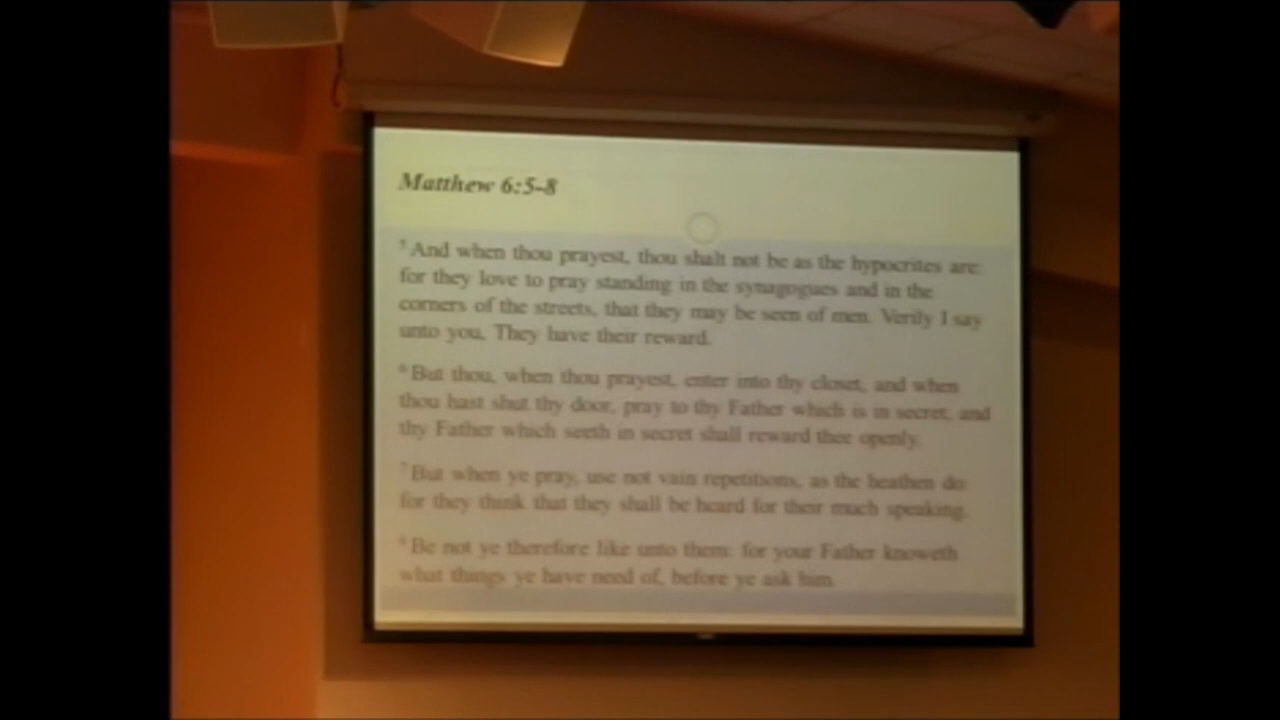 Matthew 6:5-8
5 And when thou prayest, thou shalt not be as the hypocrites are:
for they love to pray standing in the synagogues and in the
corners of the streets, that they may be seen of men. Verily I say
unto you, They have their reward.
6 But thou, when thou prayest, enter into thy closet, and when
thou hast shut thy door, pray to thy Father which is in secret, and
thy Father which seeth in secret shall reward thee openly.
7 But when ye pray, use not vain repetitions, as the heathen do:
for they think that they shall be heard for their much speaking.
8 Be not ye therefore like unto them: for your Father knoweth
what things ye have need of, before ye ask him.